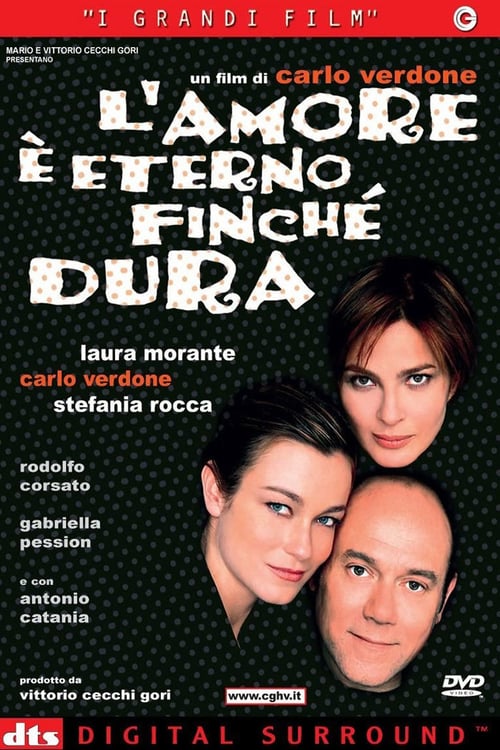 "I GRANDI FILM"
G
MARIO E VITTORIO CECCHI GORI
PRESENTANO
un film di carlo verdone
L'AMORE
È ETERNO
FINCHÉ
DURA
laura morante
carlo verdone
stefania rocca
rodolfo
corsato
gabriella
pession
e con
antonio
catania
prodotto da
vittorio cecchi gori
www.cghv.it
DVD
VIDEO
dts DIGITAL SURROUND™